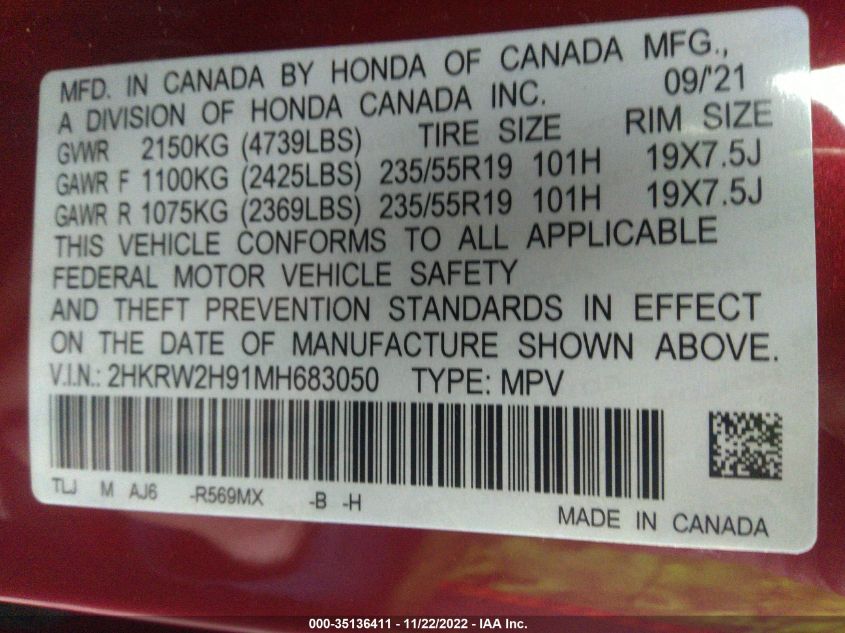 MFD. IN CANADA BY HONDA OF CANADA MFG.,
A DIVISION OF HONDA CANADA INC. 09/'21
GVWR 2150KG (4739LBS) TIRE SIZE RIM SIZE
GAWR F 1100KG (2425LBS) 235/55R19 101H 19X7.5J
GAWR R 1075KG (2369LBS) 235/55R19 101H 19X7.5J
THIS VEHICLE CONFORMS TO ALL APPLICABLE
FEDERAL MOTOR VEHICLE SAFETY
AND THEFT PREVENTION STANDARDS IN EFFECT
ON THE DATE OF MANUFACTURE SHOWN ABOVE.
V.I.N.: 2HKRW2H91MH683050 TYPE: MPV
TLJ M AJ6 -R569MX -B -H
MADE IN CANADA
000-35136411 - 11/22/2022 - IAA Inc.